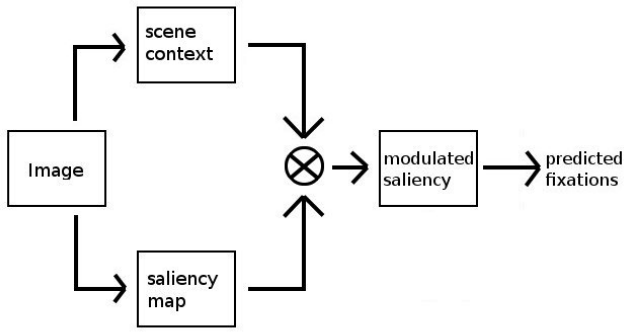 scene
context
Image
modulated
saliency
predicted
fixations
saliency
map